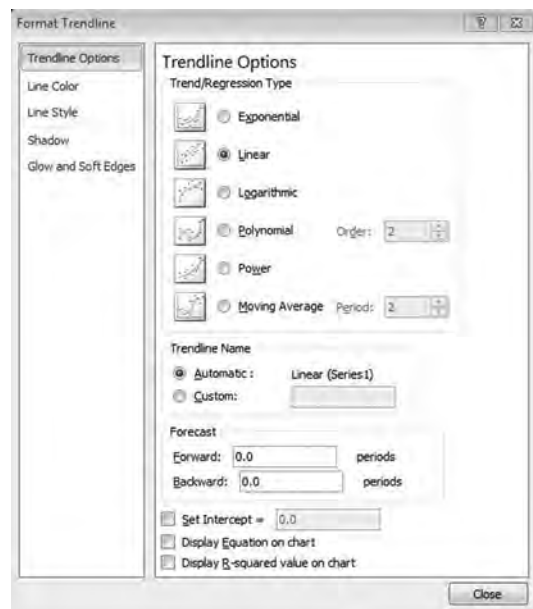 Format Trendline
Trendline Options
Line Color
Line Style
Shadow
Glow and Soft Edges
Trendline Options
Trend/Regression Type
Exponential
Linear
Logarithmic
Polynomial Order: 2
Power
Moving Average Period: 2
Trendline Name
Automatic : Linear (Series1)
Custom:
Forecast
Forward: 0.0 periods
Backward: 0.0 periods
Set Intercept = 0.0
Display Equation on chart
Display R-squared value on chart
Close